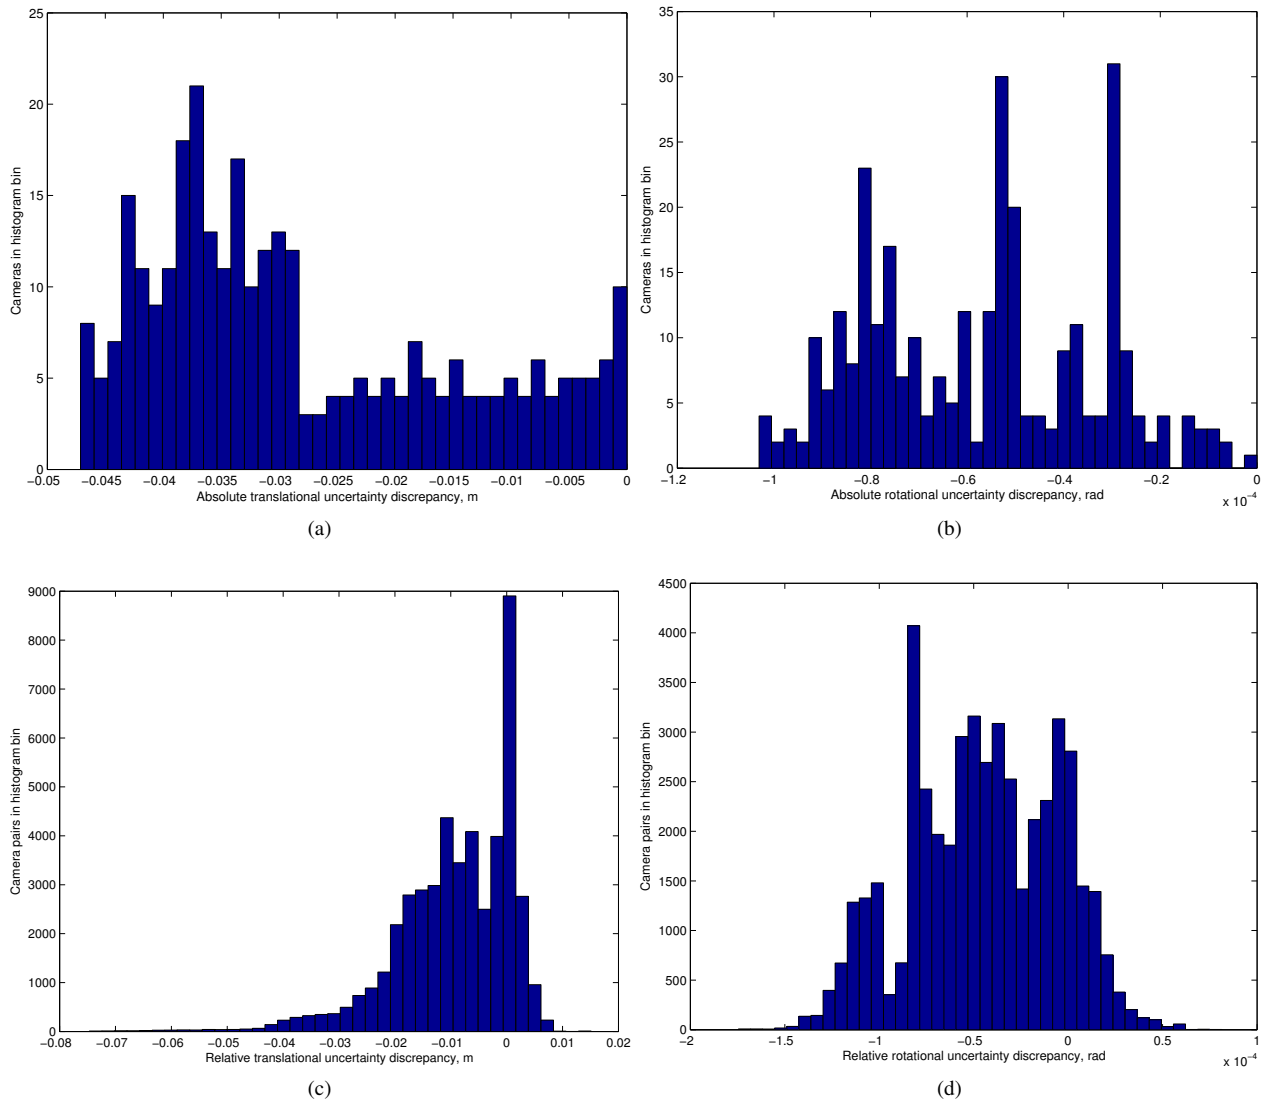 25
20
15
10
5
0
Cameras in histogram bin
−0.05 −0.045 −0.04 −0.035 −0.03 −0.025 −0.02 −0.015 −0.01 −0.005 0
Absolute translational uncertainty discrepancy, m
(a)
35
30
25
20
15
10
5
0
Cameras in histogram bin
−1.2 −1 −0.8 −0.6 −0.4 −0.2 0
Absolute rotational uncertainty discrepancy, rad
x 10⁻⁴
(b)
9000
8000
7000
6000
5000
4000
3000
2000
1000
0
Camera pairs in histogram bin
−0.08 −0.07 −0.06 −0.05 −0.04 −0.03 −0.02 −0.01 0 0.01 0.02
Relative translational uncertainty discrepancy, m
(c)
4500
4000
3500
3000
2500
2000
1500
1000
500
0
Camera pairs in histogram bin
−2 −1.5 −1 −0.5 0 0.5 1
Relative rotational uncertainty discrepancy, rad
x 10⁻⁴
(d)